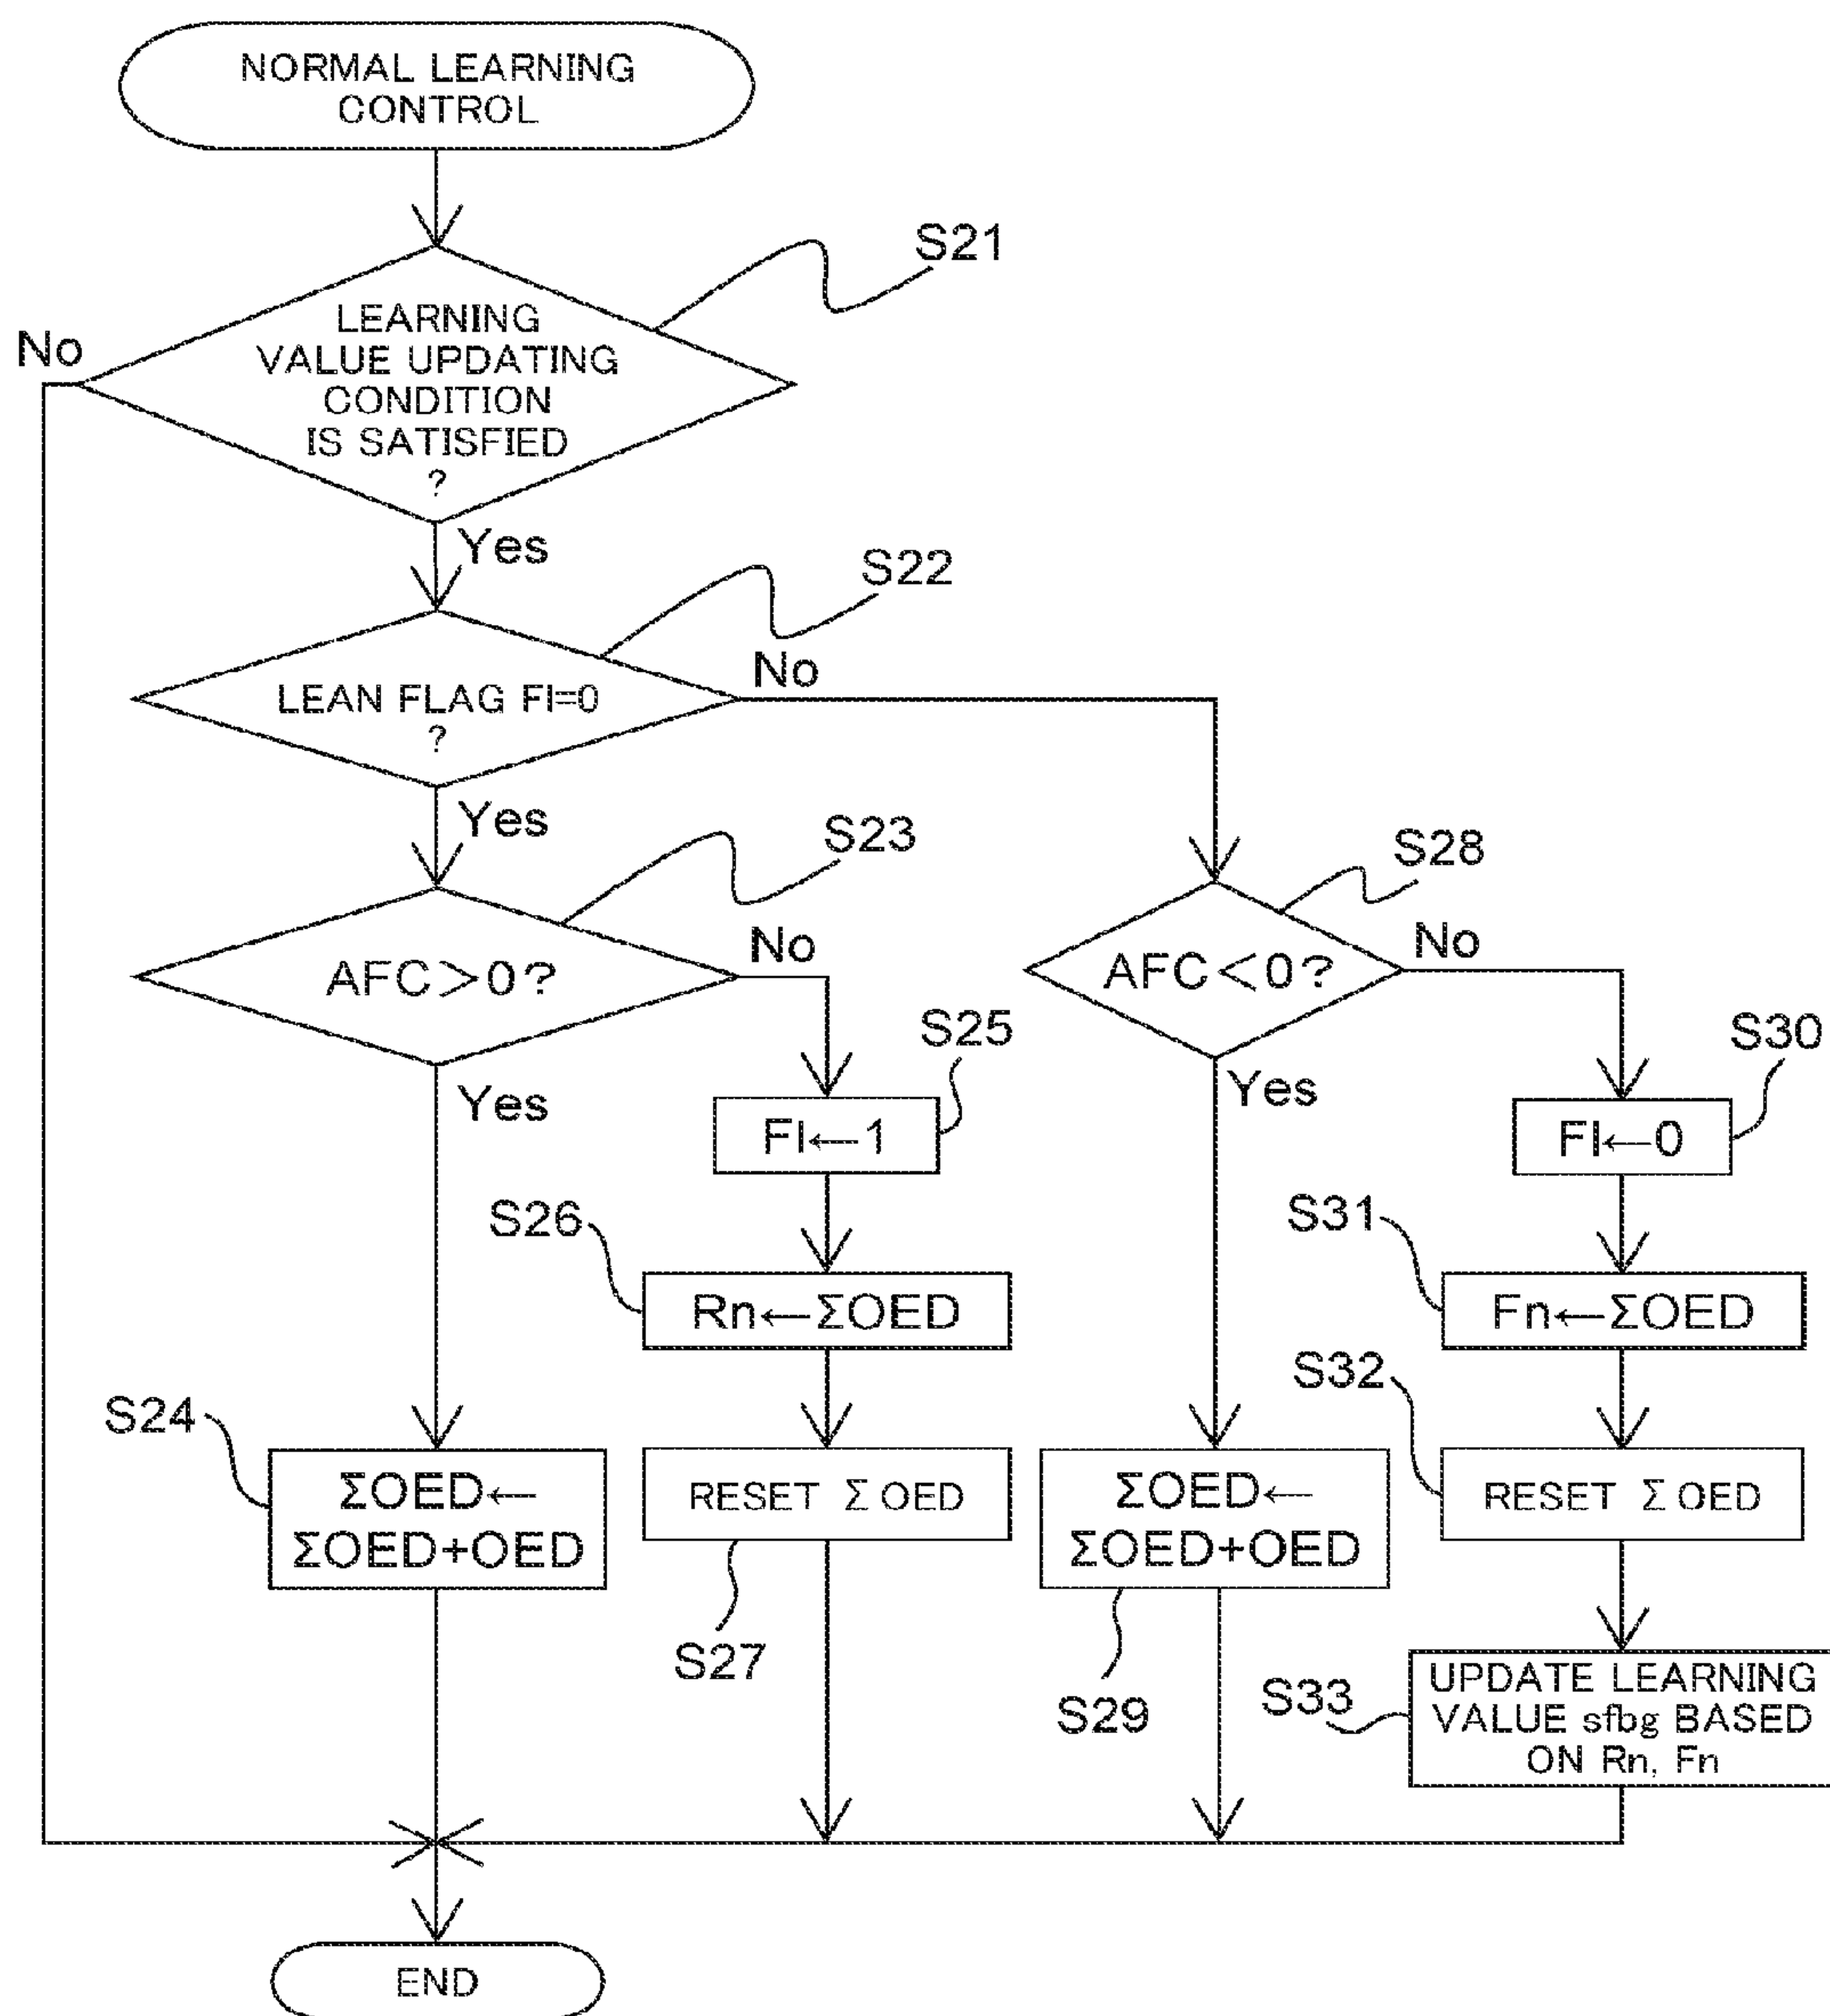 NORMAL LEARNING
CONTROL
S21
No
LEARNING
VALUE UPDATING
CONDITION
IS SATISFIED
?
Yes
S22
No
LEAN FLAG Fl=0
?
Yes
S23
S28
No
AFC>0?
No
AFC<0?
S25
S30
Yes
Yes
Fl←1
Fl←0
S26
S31
Rn←ΣOED
Fn←ΣOED
S32
S24
ΣOED←
ΣOED+OED
RESET Σ OED
ΣOED←
ΣOED+OED
RESET Σ OED
S27
S29
S33
UPDATE LEARNING
VALUE sfbg BASED
ON Rn, Fn
END